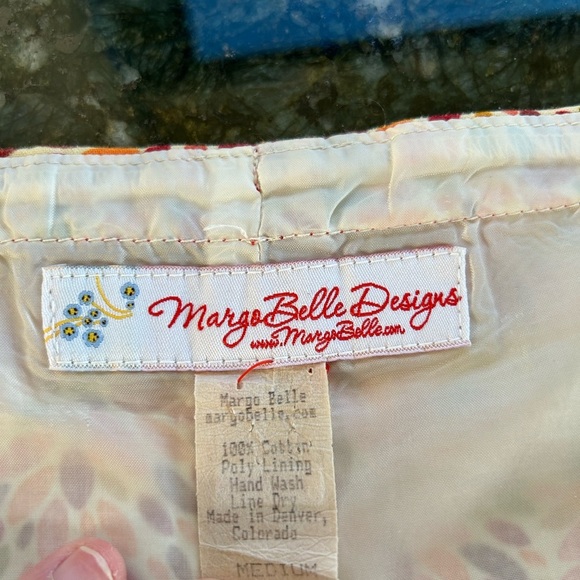 MargoBelle Designs
www.MargoBelle.com
Margo Belle
margobelle.com
100% Cotton
Poly Lining
Hand Wash
Line Dry
Made in Denver,
Colorado
MEDIUM